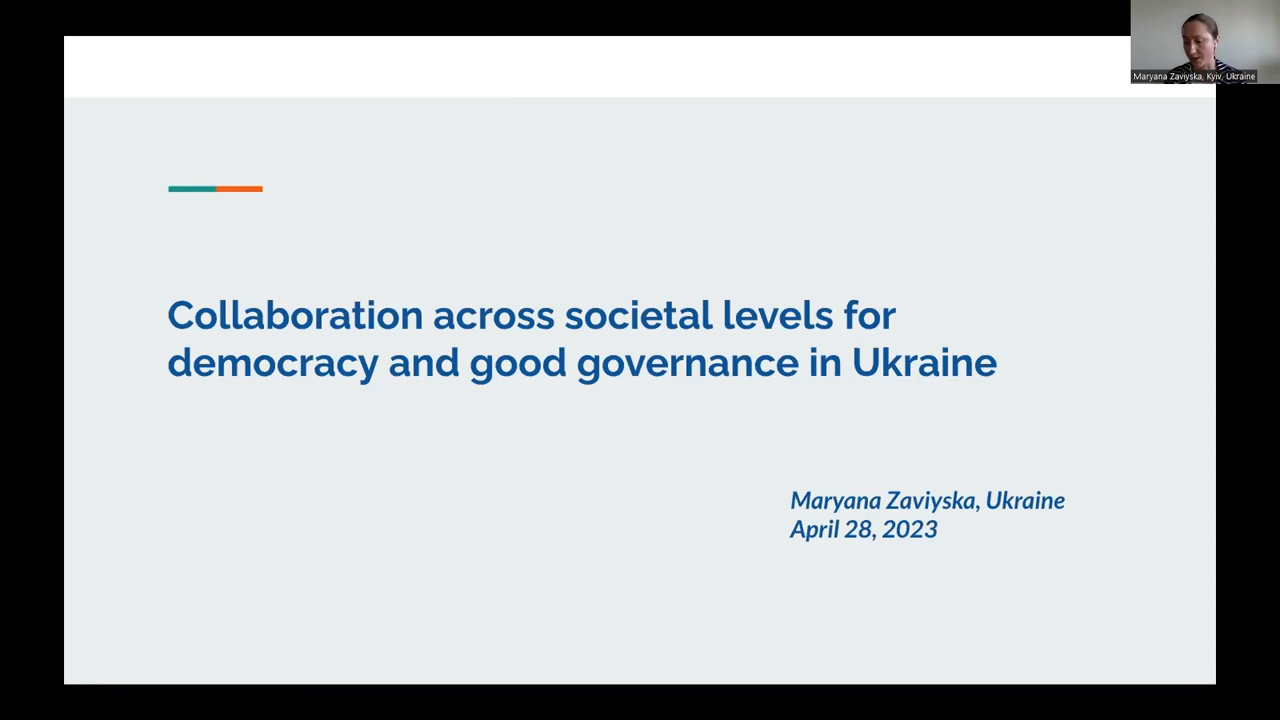 Maryana Zaviyska, Kyiv, Ukraine
Collaboration across societal levels for
democracy and good governance in Ukraine
Maryana Zaviyska, Ukraine
April 28, 2023